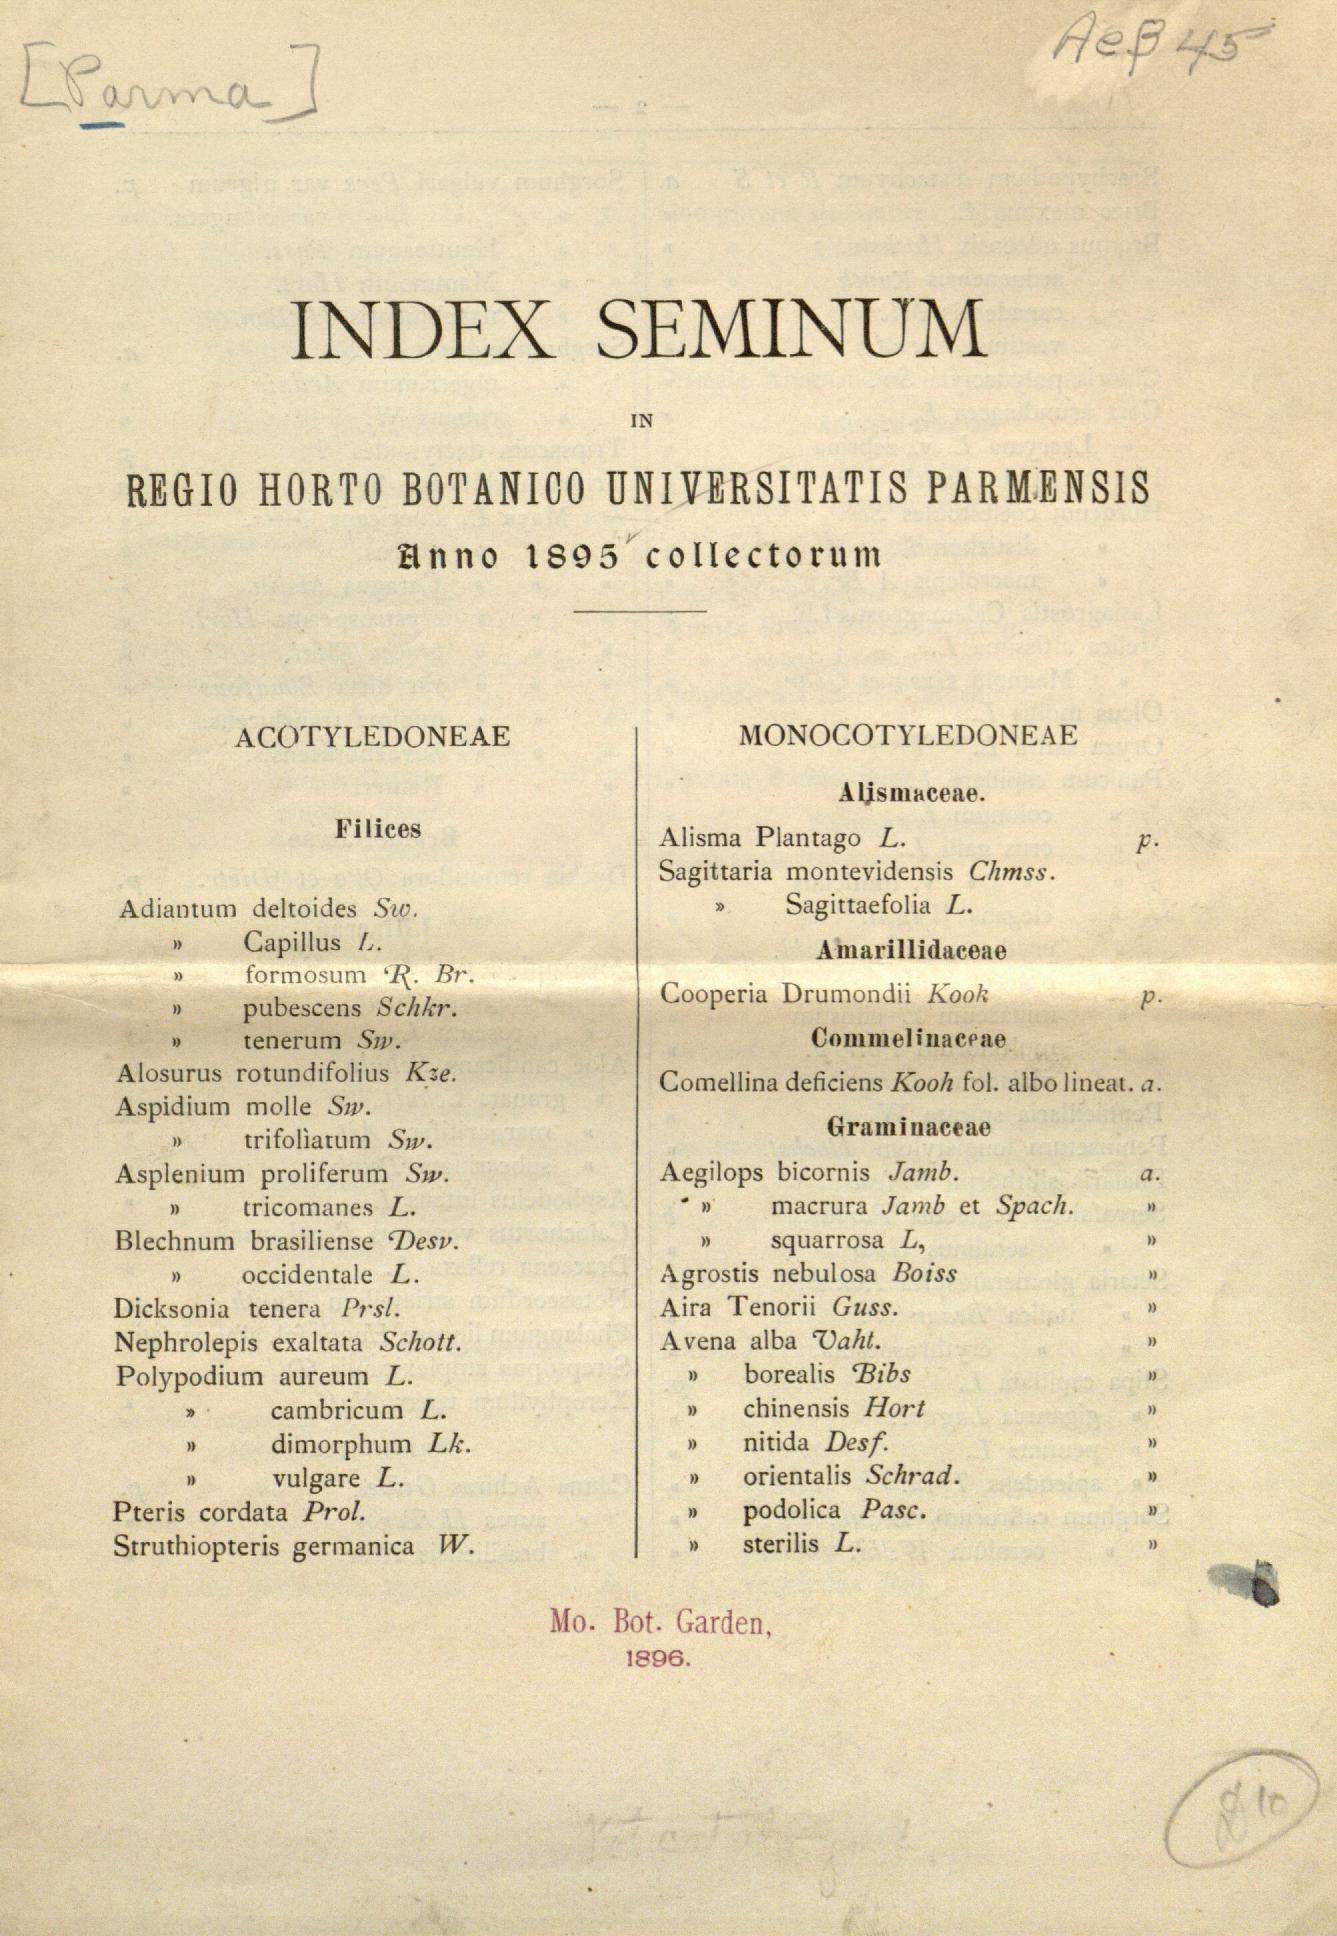 [Parma]
Aeβ 45
INDEX SEMINUM
IN
REGIO HORTO BOTANICO UNIVERSITATIS PARMENSIS
Anno 1895 collectorum
ACOTYLEDONEAE
Filices
Adiantum deltoides Sw.
» Capillus L.
» formosum R. Br.
» pubescens Schkr.
» tenerum Sw.
Alosurus rotundifolius Kze.
Aspidium molle Sw.
» trifoliatum Sw.
Asplenium proliferum Sw.
» tricomanes L.
Blechnum brasiliense Desv.
» occidentale L.
Dicksonia tenera Prsl.
Nephrolepis exaltata Schott.
Polypodium aureum L.
» cambricum L.
» dimorphum Lk.
» vulgare L.
Pteris cordata Prol.
Struthiopteris germanica W.
MONOCOTYLEDONEAE
Alismaceae.
Alisma Plantago L. p.
Sagittaria montevidensis Chmss.
» Sagittaefolia L.
Amarillidaceae
Cooperia Drumondii Kook p.
Commelinaceae
Comellina deficiens Kooh fol. albo lineat. a.
Graminaceae
Aegilops bicornis Jamb. a.
» macrura Jamb et Spach. »
» squarrosa L, »
Agrostis nebulosa Boiss »
Aira Tenorii Guss. »
Avena alba Vaht. »
» borealis Bibs »
» chinensis Hort »
» nitida Desf. »
» orientalis Schrad. »
» podolica Pasc. »
» sterilis L. »
Mo. Bot. Garden,
1896.